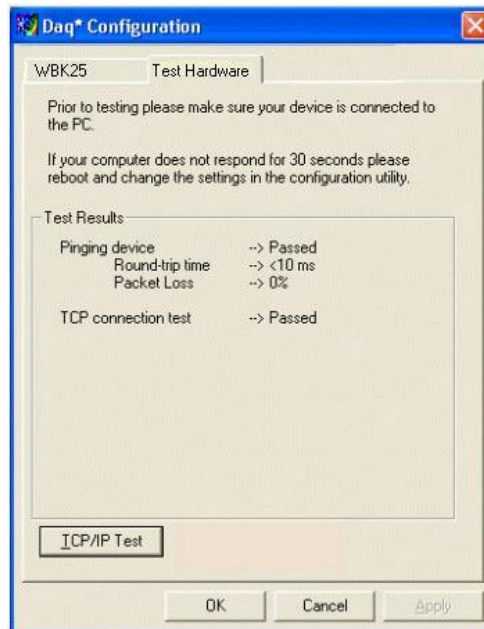 Daq* Configuration
WBK25
Test Hardware
Prior to testing please make sure your device is connected to
the PC.
If your computer does not respond for 30 seconds please
reboot and change the settings in the configuration utility.
Test Results
Pinging device --> Passed
Round-trip time --> <10 ms
Packet Loss --> 0%
TCP connection test --> Passed
TCP/IP Test
OK
Cancel
Apply